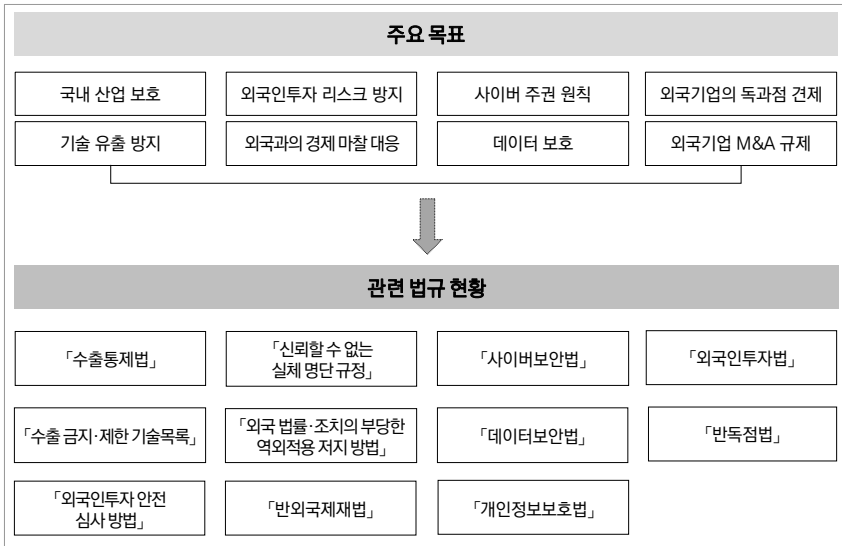 주요 목표
국내 산업 보호
외국인투자 리스크 방지
사이버 주권 원칙
외국기업의 독과점 견제
기술 유출 방지
외국과의 경제 마찰 대응
데이터 보호
외국기업 M&A 규제
관련 법규 현황
「수출통제법」
「신뢰할 수 없는
실체 명단 규정」
「사이버보안법」
「외국인투자법」
「수출 금지·제한 기술목록」
「외국 법률·조치의 부당한
역외적용 저지 방법」
「데이터보안법」
「반독점법」
「외국인투자 안전
심사 방법」
「반외국제재법」
「개인정보보호법」